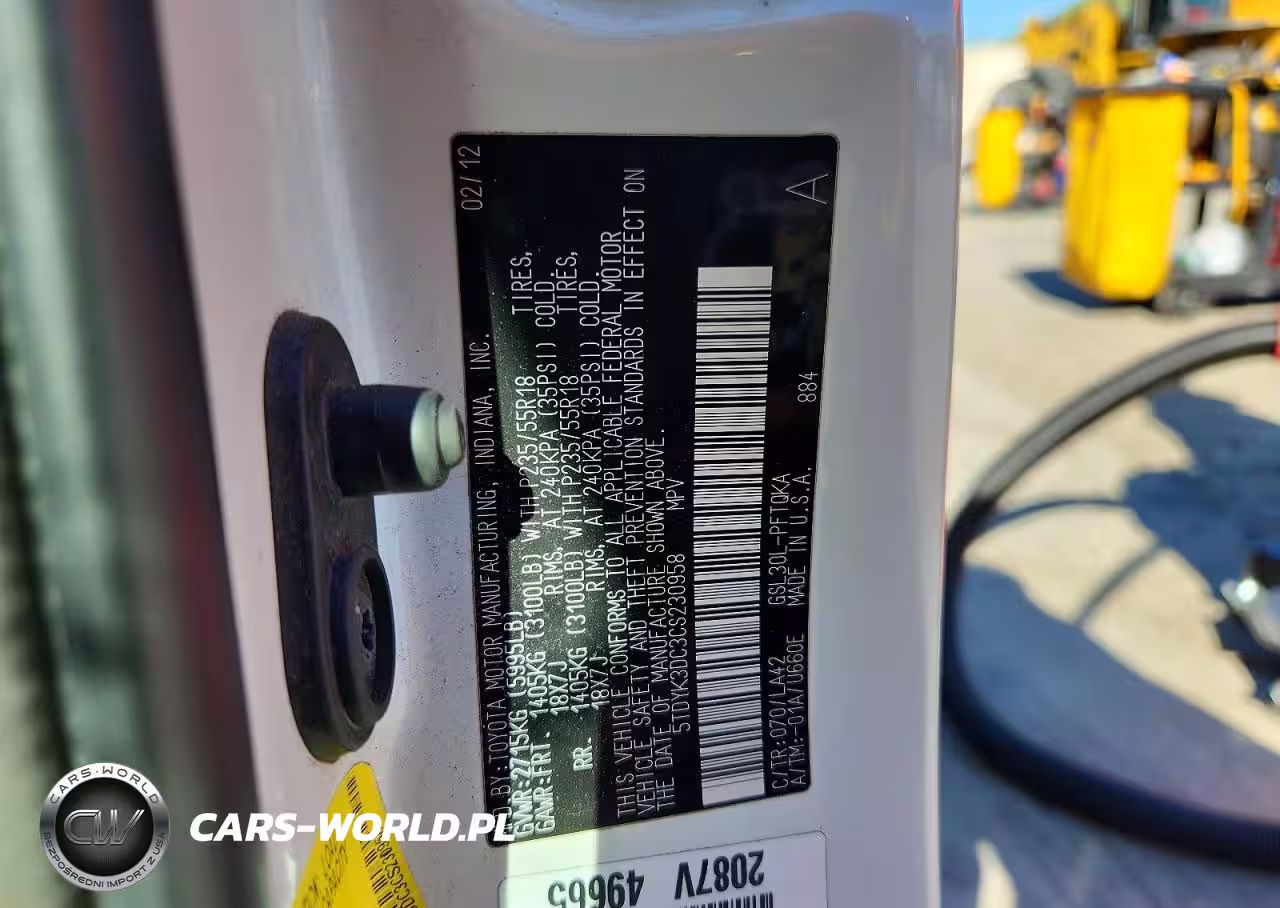 D BY: TOYOTA MOTOR MANUFACTURING, INDIANA, INC. 02/12
GVWR: 2715KG (5995LB)
GAWR: FRT. 1405KG (3100LB) WITH P235/55R18 TIRES,
18X7J RIMS, AT 240KPA (35PSI) COLD.
RR. 1405KG (3100LB) WITH P235/55R18 TIRES,
18X7J RIMS, AT 240KPA (35PSI) COLD.
THIS VEHICLE CONFORMS TO ALL APPLICABLE FEDERAL MOTOR
VEHICLE SAFETY AND THEFT PREVENTION STANDARDS IN EFFECT ON
THE DATE OF MANUFACTURE SHOWN ABOVE.
5TDYK3DC3CS230958 MPV
C/TR: 070/LA42 GSL30L-PFTQKA 884 A
A/TM: -01A/U660E MADE IN U.S.A.
2087V
49665
CARS-WORLD
CW
BEZPOŚREDNI IMPORT Z USA
CARS-WORLD.PL